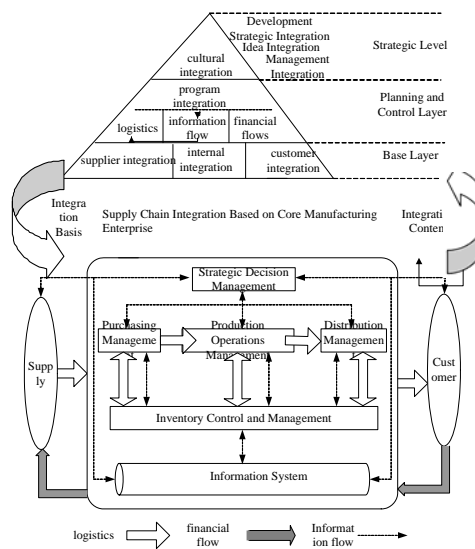 Development
Strategic Integration
Idea Integration
Management
Integration
Strategic Level
cultural
integration
program
integration
Planning and
Control Layer
logistics
information
flow
financial
flows
supplier integration
internal
integration
customer
integration
Base Layer
Integra
tion
Basis
Supply Chain Integration Based on Core Manufacturing
Enterprise
Integrati
Conten
Strategic Decision
Management
Purchasing
Manageme
Production
Operations
Management
Distribution
Managemen
Supp
ly
Cust
omer
Inventory Control and Management
Information System
logistics
financial
flow
Informat
ion flow